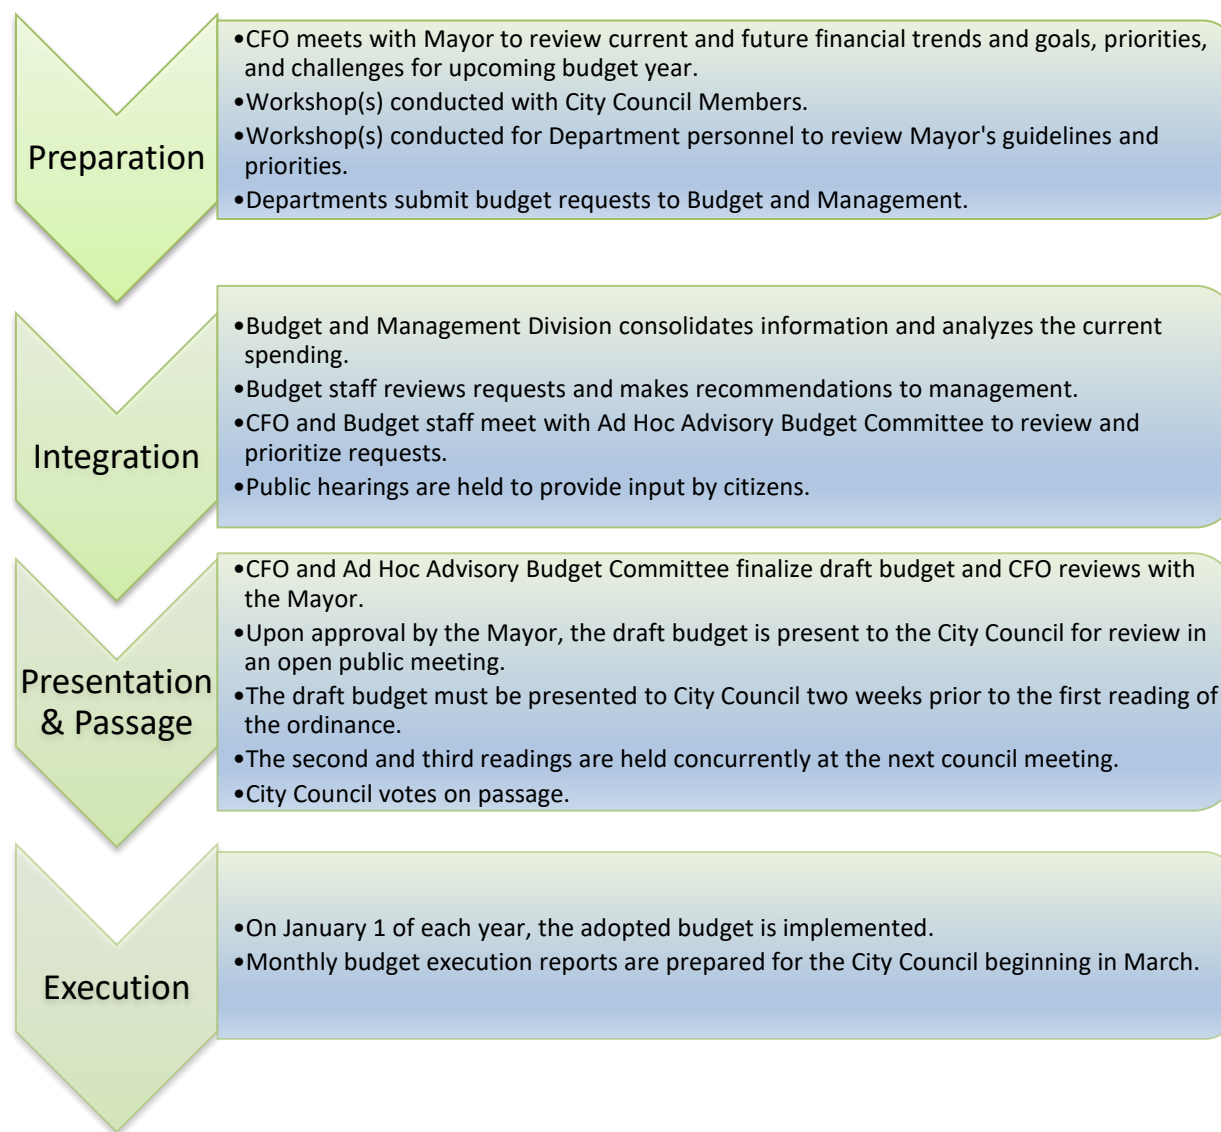 Preparation
•CFO meets with Mayor to review current and future financial trends and goals, priorities,
and challenges for upcoming budget year.
•Workshop(s) conducted with City Council Members.
•Workshop(s) conducted for Department personnel to review Mayor's guidelines and
priorities.
•Departments submit budget requests to Budget and Management.
Integration
•Budget and Management Division consolidates information and analyzes the current
spending.
•Budget staff reviews requests and makes recommendations to management.
•CFO and Budget staff meet with Ad Hoc Advisory Budget Committee to review and
prioritize requests.
•Public hearings are held to provide input by citizens.
Presentation
& Passage
•CFO and Ad Hoc Advisory Budget Committee finalize draft budget and CFO reviews with
the Mayor.
•Upon approval by the Mayor, the draft budget is present to the City Council for review in
an open public meeting.
•The draft budget must be presented to City Council two weeks prior to the first reading of
the ordinance.
•The second and third readings are held concurrently at the next council meeting.
•City Council votes on passage.
Execution
•On January 1 of each year, the adopted budget is implemented.
•Monthly budget execution reports are prepared for the City Council beginning in March.